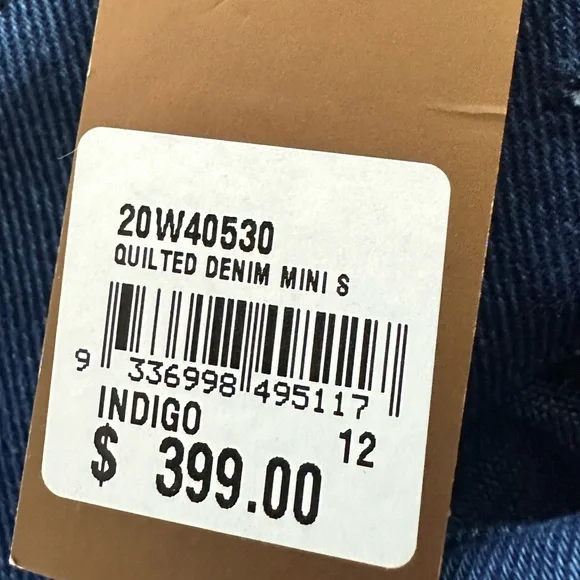 20W40530
QUILTED DENIM MINI S
9 336998 495117
INDIGO 12
$ 399.00